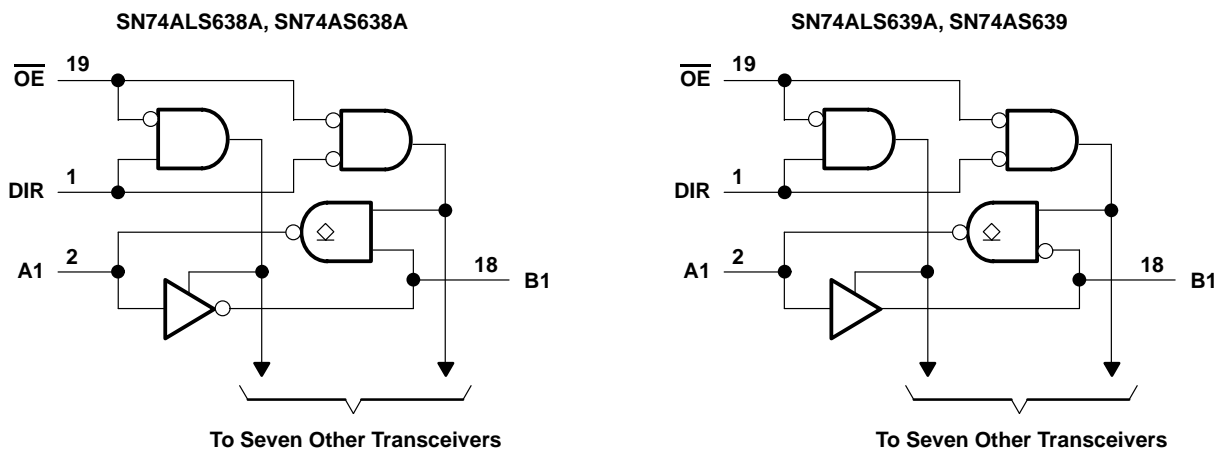 SN74ALS638A, SN74AS638A
OE 19
DIR 1
A1 2
18 B1
To Seven Other Transceivers
SN74ALS639A, SN74AS639
OE 19
DIR 1
A1 2
18 B1
To Seven Other Transceivers